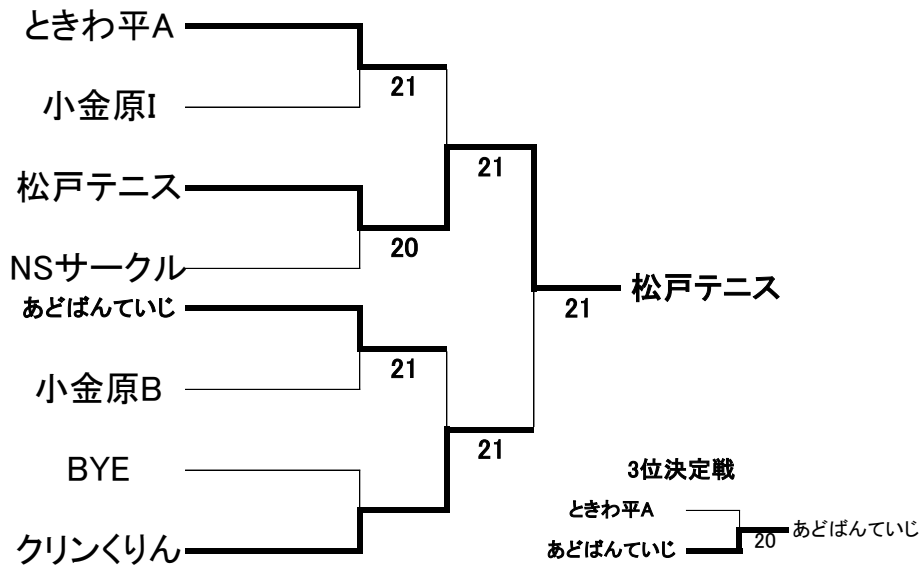 ときわ平A
21
小金原I
21
松戸テニス
20
NSサークル
松戸テニス
21
あどばんていじ
21
小金原B
21
BYE
3位決定戦
ときわ平A
あどばんていじ
20
クリンくりん
あどばんていじ